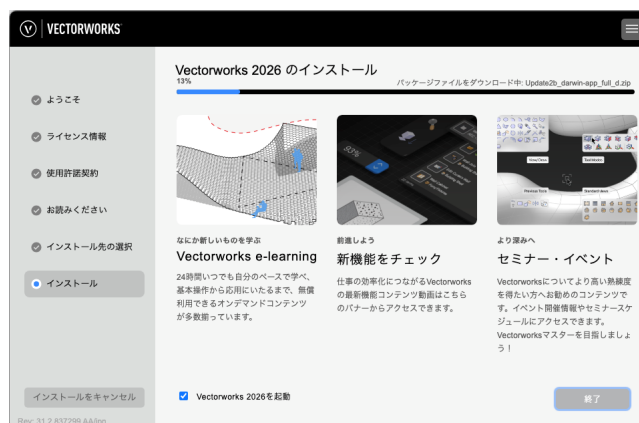 VECTORWORKS
Vectorworks 2026 のインストール
13%
パッケージファイルをダウンロード中: Update2b_darwin-app_full_d.zip
ようこそ
ライセンス情報
使用許諾契約
お読みください
インストール先の選択
インストール
なにか新しいものを学ぶ
Vectorworks e-learning
24時間いつでも自分のペースで学べ、
基本操作から応用にいたるまで、無償
利用できるオンデマンドコンテンツ
が多数揃っています。
93%
前進しよう
新機能をチェック
仕事の効率化につながるVectorworks
の最新機能コンテンツ動画はこちら
のバナーからアクセスできます。
より深みへ
セミナー・イベント
Vectorworksについてより高い熟練度
を得たい方へお勧めのコンテンツで
す。イベント開催情報やセミナースケ
ジュールにアクセスできます。
Vectorworksマスターを目指しましょ
う！
インストールをキャンセル
Vectorworks 2026を起動
終了